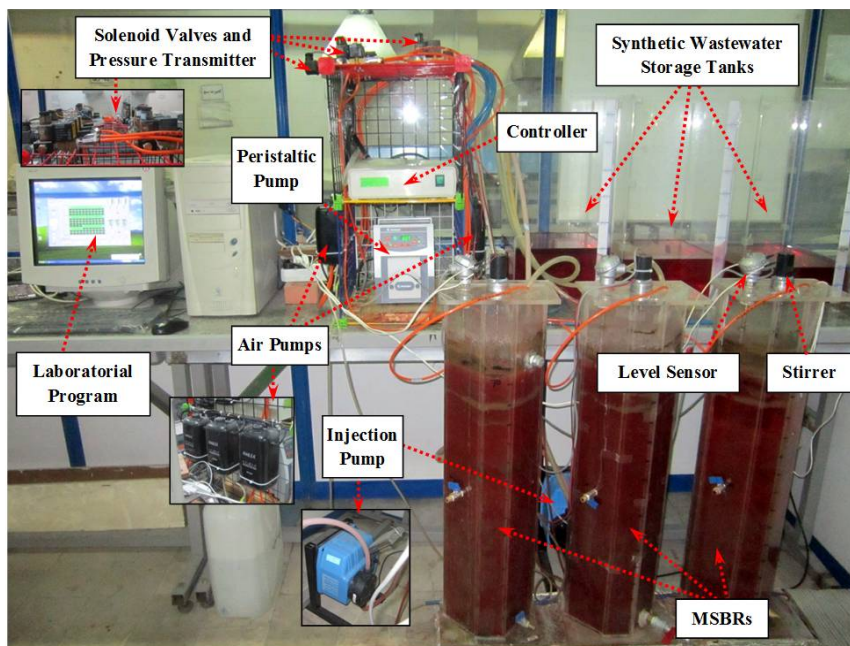 Solenoid Valves and
Pressure Transmitter
Synthetic Wastewater
Storage Tanks
Controller
Peristaltic
Pump
Laboratorial
Program
Air Pumps
Level Sensor
Stirrer
Injection
Pump
MSBRs